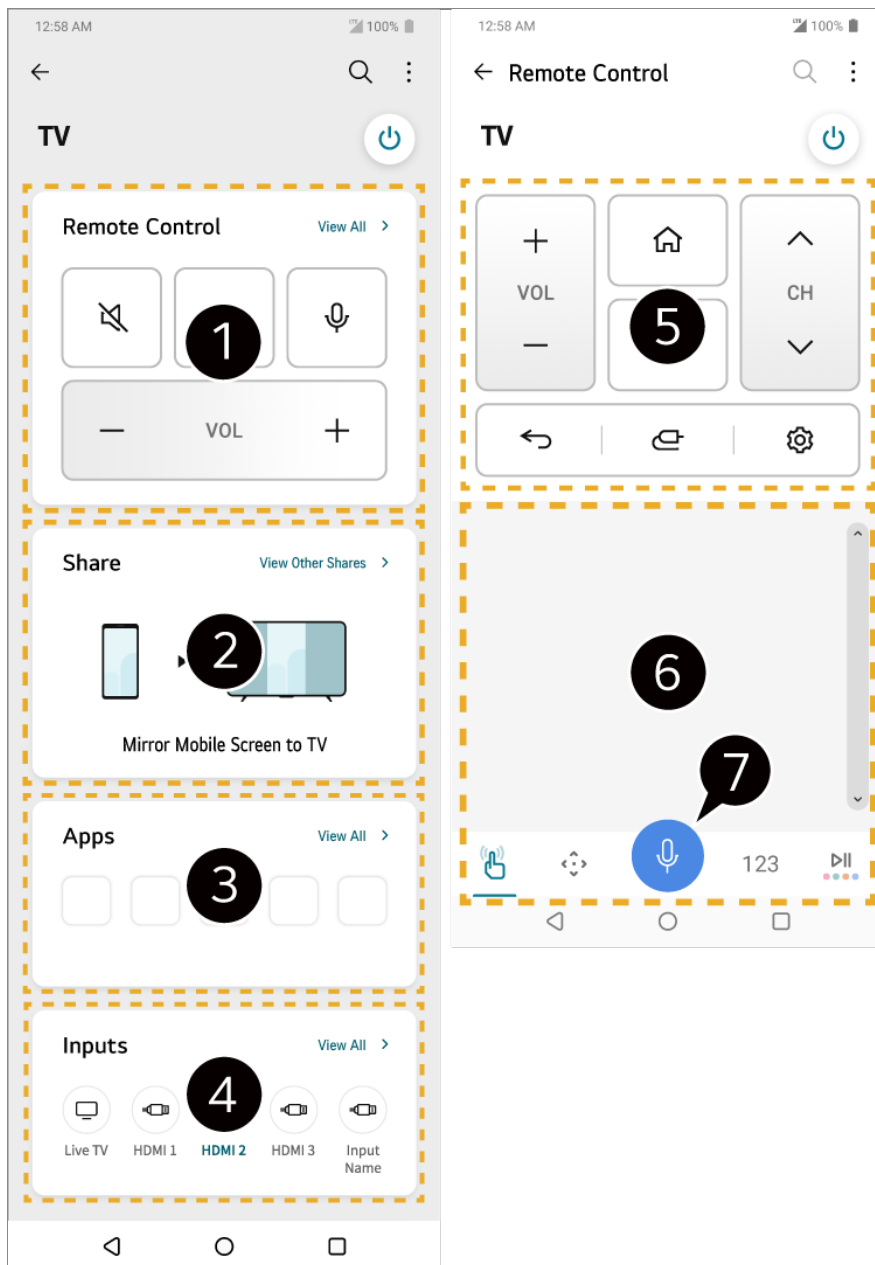 12:58 AM
LTE 100%
TV
Remote Control
View All >
1
VOL
Share
View Other Shares >
2
Mirror Mobile Screen to TV
Apps
View All >
3
Inputs
View All >
4
Live TV
HDMI 1
HDMI 2
HDMI 3
Input
Name
12:58 AM
LTE 100%
Remote Control
TV
VOL
CH
5
6
7
123